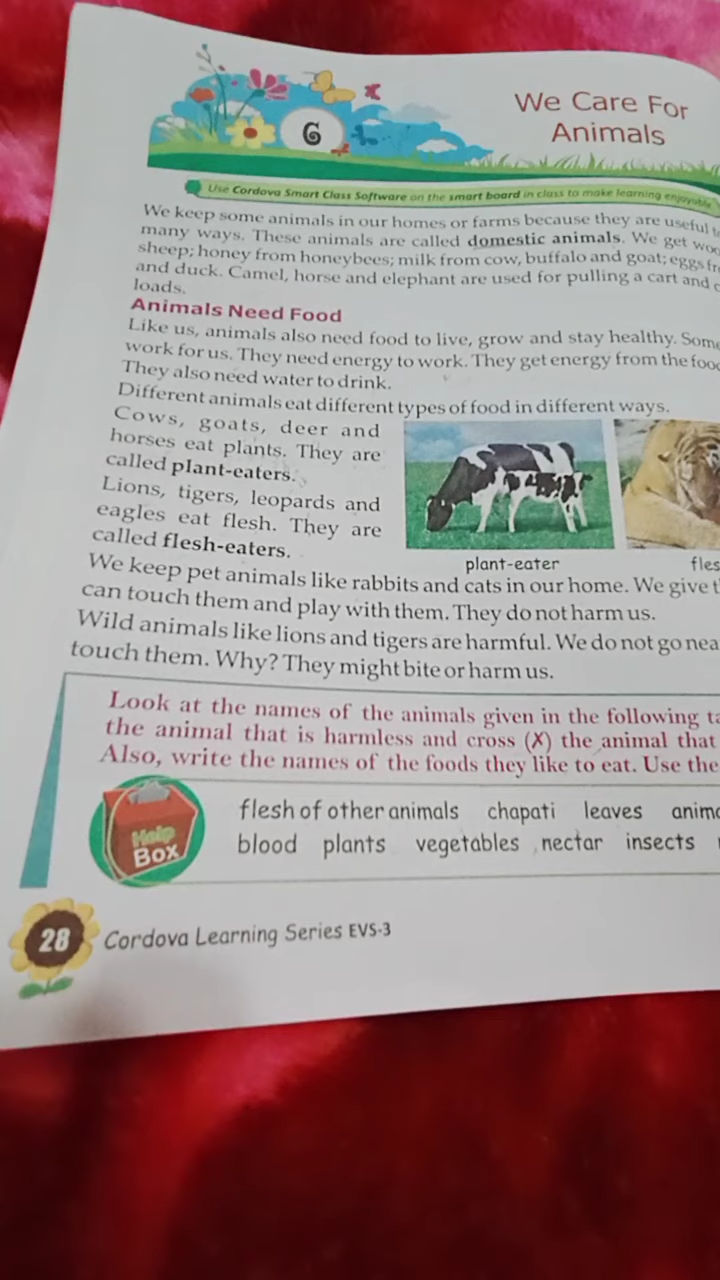 6
We Care For
Animals
Use Cordova Smart Class Software on the smart board in class to make learning enjoyable
We keep some animals in our homes or farms because they are useful
many ways. These animals are called domestic animals. We get
sheep; honey from honeybees; milk from cow, buffalo and goat; eggs
and duck. Camel, horse and elephant are used for pulling a cart and
loads.
Animals Need Food
Like us, animals also need food to live, grow and stay healthy.
work for us. They need energy to work. They get energy from the
They also need water to drink.
Different animals eat different types of food in different ways.
Cows, goats, deer and
horses eat plants. They are
called plant-eaters.
Lions, tigers, leopards and
eagles eat flesh. They are
called flesh-eaters.
plant-eater
We keep pet animals like rabbits and cats in our home. We give
can touch them and play with them. They do not harm us.
Wild animals like lions and tigers are harmful. We do not go
touch them. Why? They might bite or harm us.
Look at the names of the animals given in the following
the animal that is harmless and cross (✗) the animal that
Also, write the names of the foods they like to eat. Use the
Help
Box
flesh of other animals chapati leaves
blood plants vegetables nectar insects
28 Cordova Learning Series EVS-3